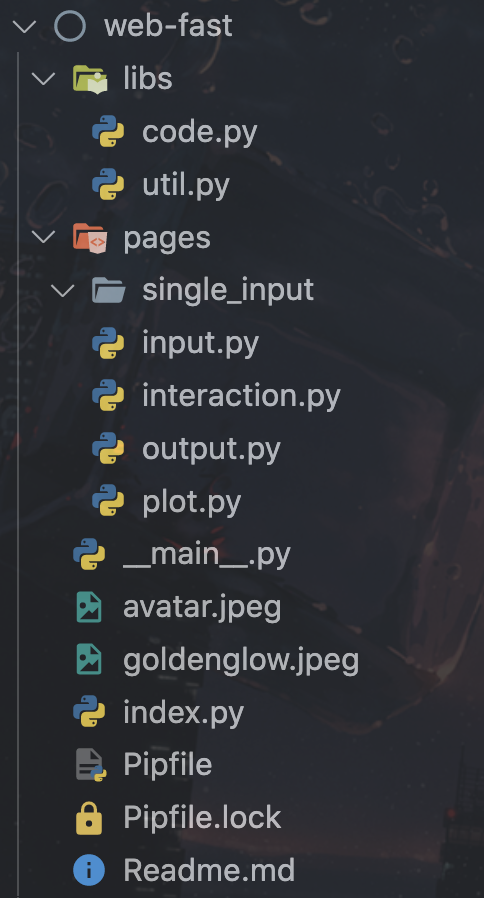 web-fast
libs
code.py
util.py
pages
single_input
input.py
interaction.py
output.py
plot.py
__main__.py
avatar.jpeg
goldenglow.jpeg
index.py
Pipfile
Pipfile.lock
Readme.md